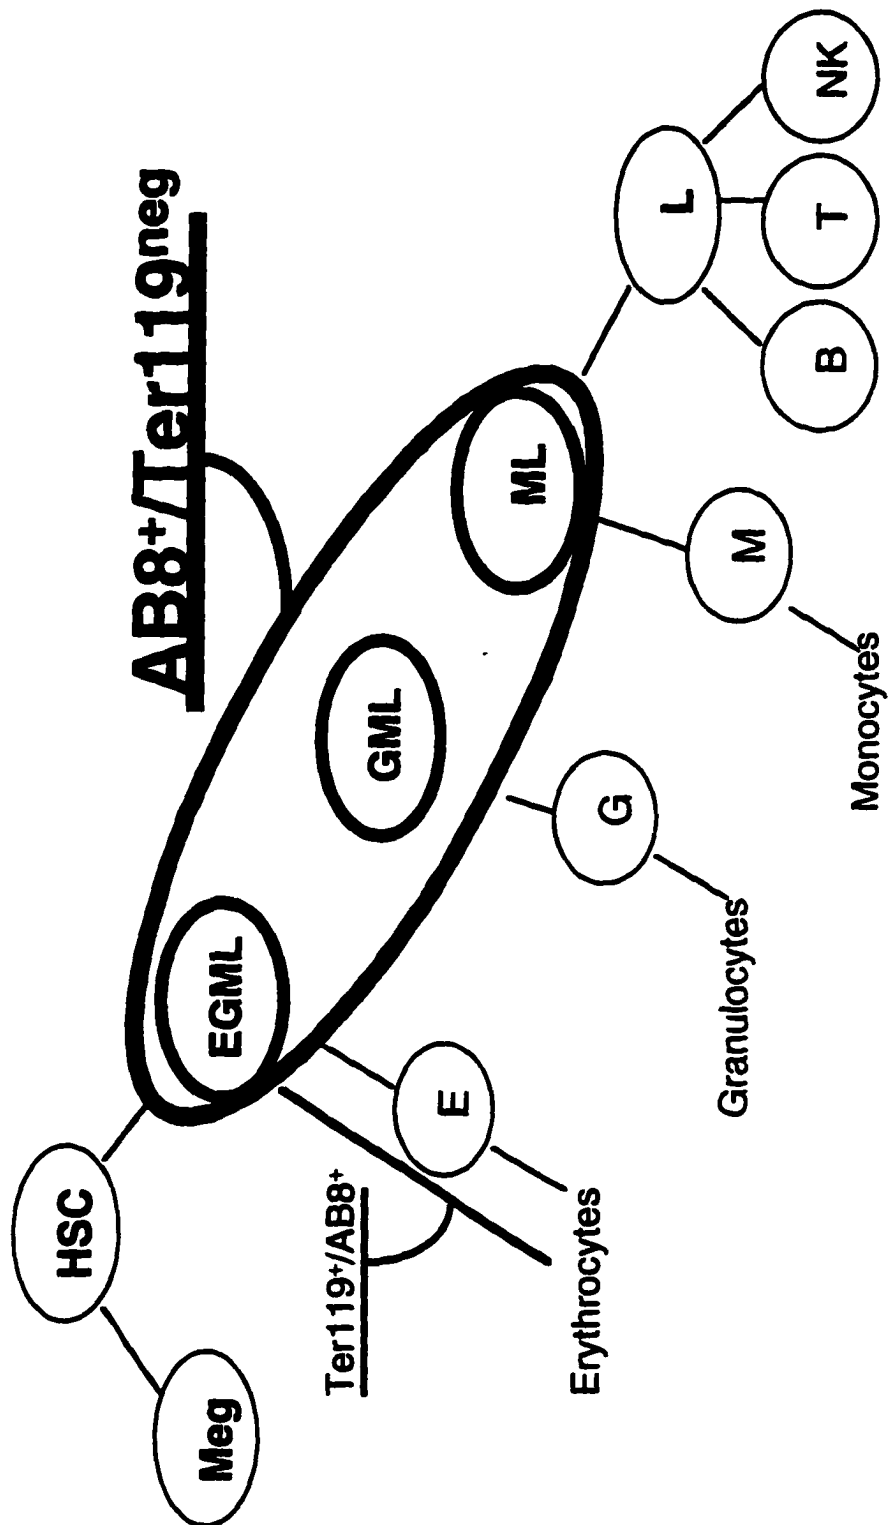 HSC
Meg
AB8⁺/Ter119ⁿᵉᵍ
EGML
GML
ML
Ter119⁺/AB8⁺
E
Erythrocytes
G
Granulocytes
M
Monocytes
L
B
T
NK